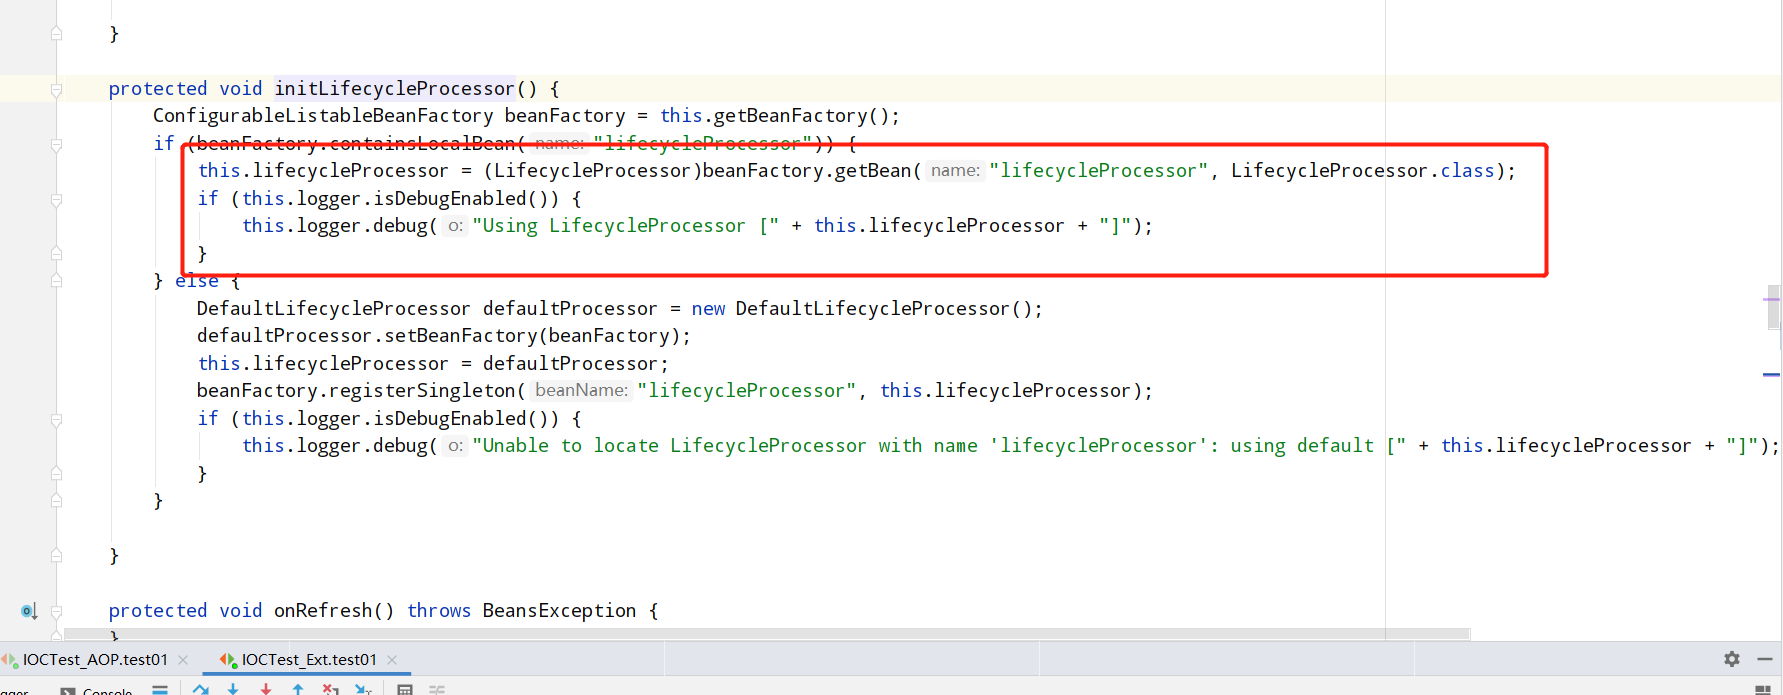 }
protected void initLifecycleProcessor() {
ConfigurableListableBeanFactory beanFactory = this.getBeanFactory();
if (beanFactory.containsLocalBean( name: "lifecycleProcessor")) {
this.lifecycleProcessor = (LifecycleProcessor)beanFactory.getBean( name: "lifecycleProcessor", LifecycleProcessor.class);
if (this.logger.isDebugEnabled()) {
this.logger.debug( o: "Using LifecycleProcessor [" + this.lifecycleProcessor + "]");
}
} else {
DefaultLifecycleProcessor defaultProcessor = new DefaultLifecycleProcessor();
defaultProcessor.setBeanFactory(beanFactory);
this.lifecycleProcessor = defaultProcessor;
beanFactory.registerSingleton( beanName: "lifecycleProcessor", this.lifecycleProcessor);
if (this.logger.isDebugEnabled()) {
this.logger.debug( o: "Unable to locate LifecycleProcessor with name 'lifecycleProcessor': using default [" + this.lifecycleProcessor + "]");
}
}
}
protected void onRefresh() throws BeansException {
}
IOCTest_AOP.test01 IOCTest_Ext.test01
Console